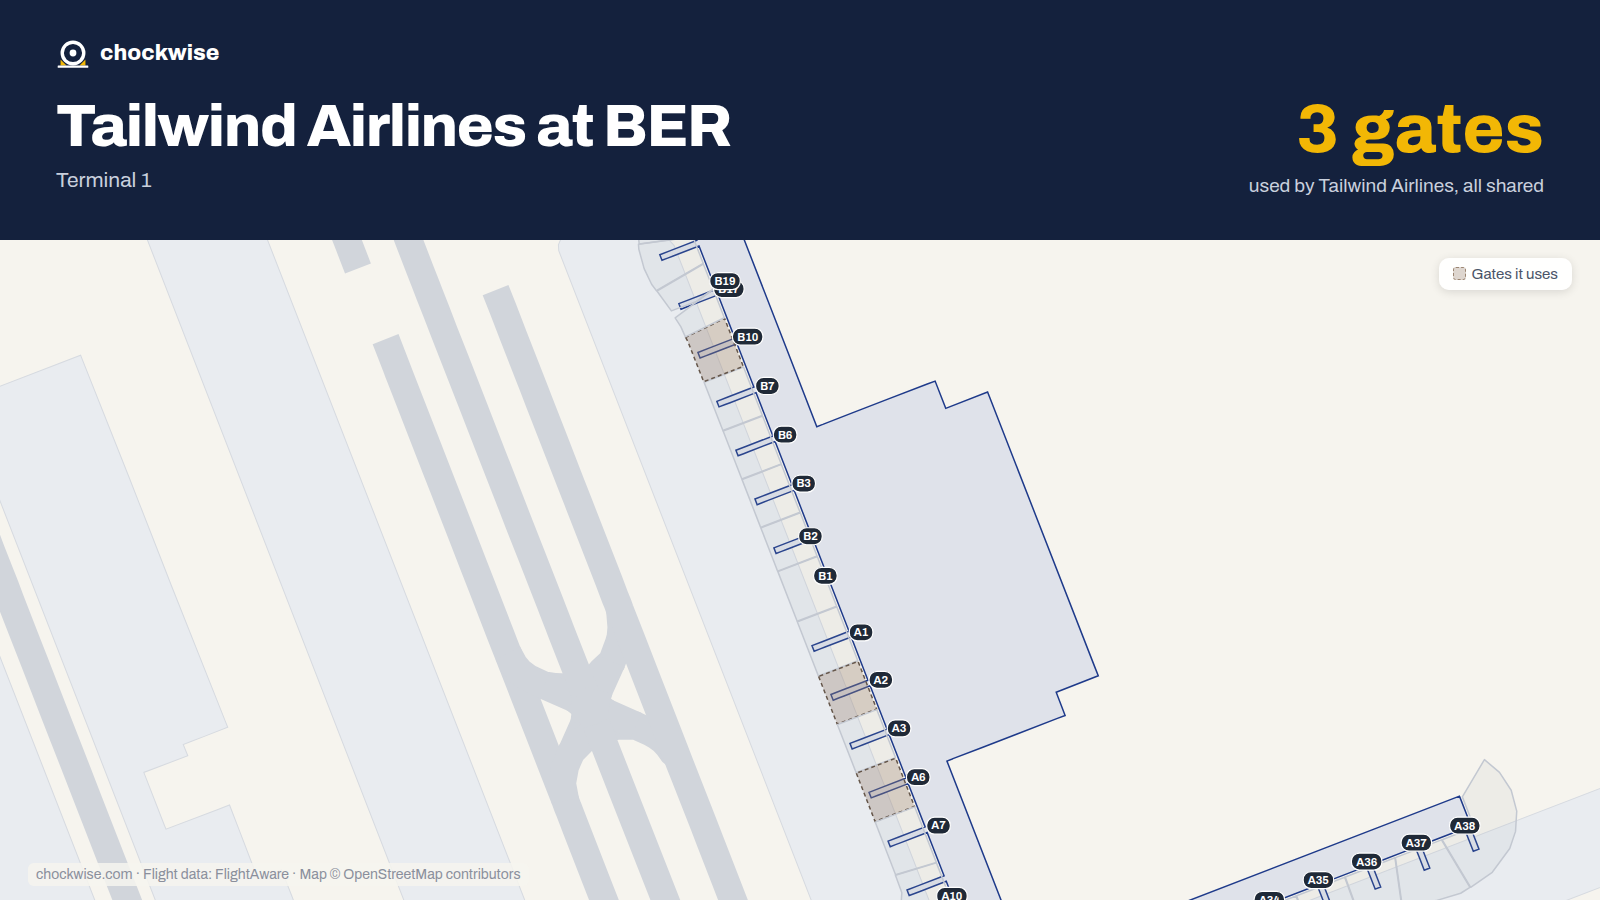 chockwise
Tailwind Airlines at BER
Terminal 1
3 gates
used by Tailwind Airlines, all shared
Gates it uses
B19
B10
B7
B6
B3
B2
B1
A1
A2
A3
A6
A7
A10
A38
A37
A36
A35
chockwise.com · Flight data: FlightAware · Map © OpenStreetMap contributors